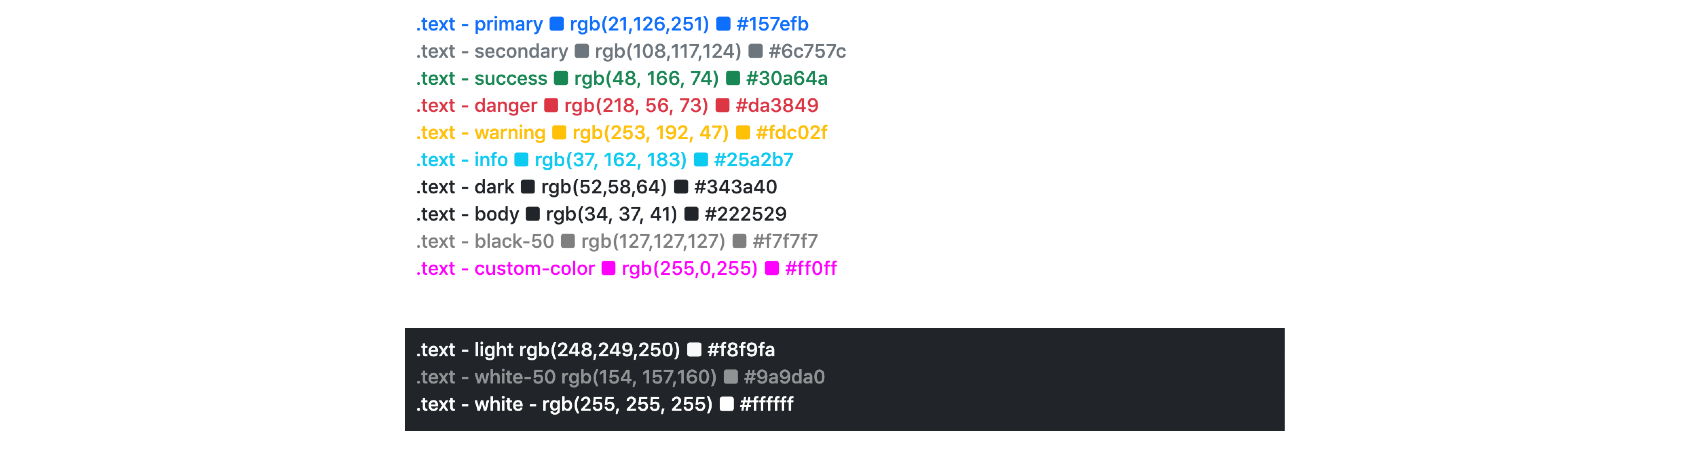 .text - primary rgb(21,126,251) #157efb
.text - secondary rgb(108,117,124) #6c757c
.text - success rgb(48, 166, 74) #30a64a
.text - danger rgb(218, 56, 73) #da3849
.text - warning rgb(253, 192, 47) #fdc02f
.text - info rgb(37, 162, 183) #25a2b7
.text - dark rgb(52,58,64) #343a40
.text - body rgb(34, 37, 41) #222529
.text - black-50 rgb(127,127,127) #f7f7f7
.text - custom-color rgb(255,0,255) #ff0ff
.text - light rgb(248,249,250) #f8f9fa
.text - white-50 rgb(154, 157,160) #9a9da0
.text - white - rgb(255, 255, 255) #ffffff